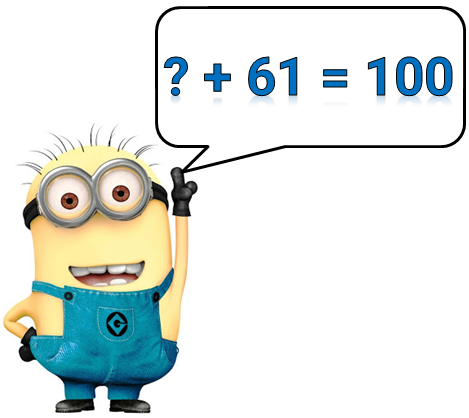 ? + 61 = 100